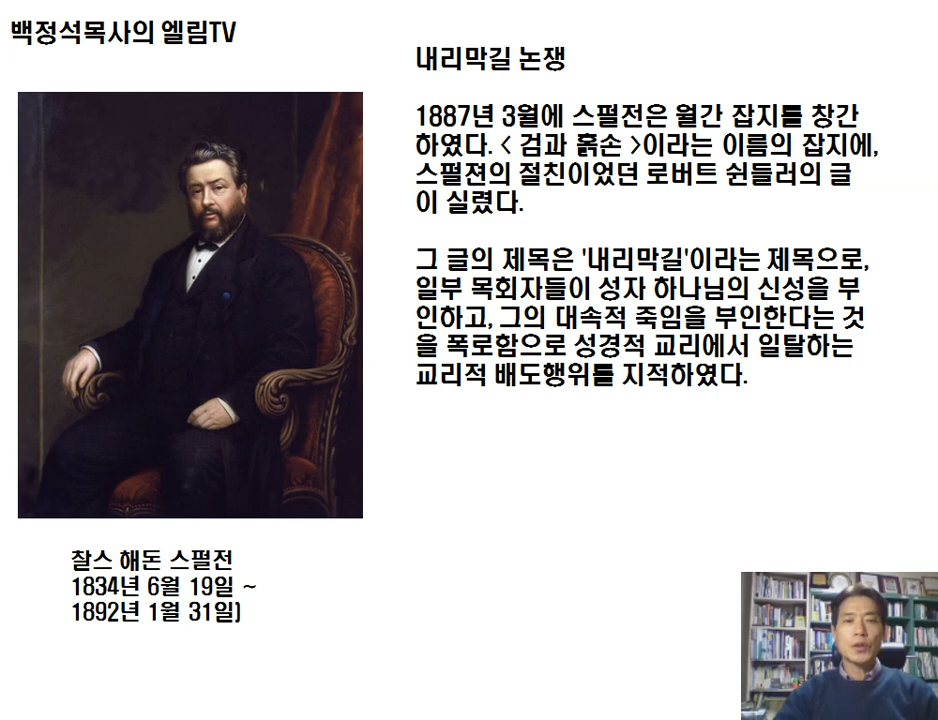 백정석목사의 엘림TV
내리막길 논쟁
1887년 3월에 스펄전은 월간 잡지를 창간
하였다. < 검과 흙손 >이라는 이름의 잡지에,
스펄젼의 절친이었던 로버트 쉰들러의 글
이 실렸다.
그 글의 제목은 '내리막길'이라는 제목으로,
일부 목회자들이 성자 하나님의 신성을 부
인하고, 그의 대속적 죽임을 부인한다는 것
을 폭로함으로 성경적 교리에서 일탈하는
교리적 배도행위를 지적하였다.
찰스 해돈 스펄전
1834년 6월 19일 ~
1892년 1월 31일)